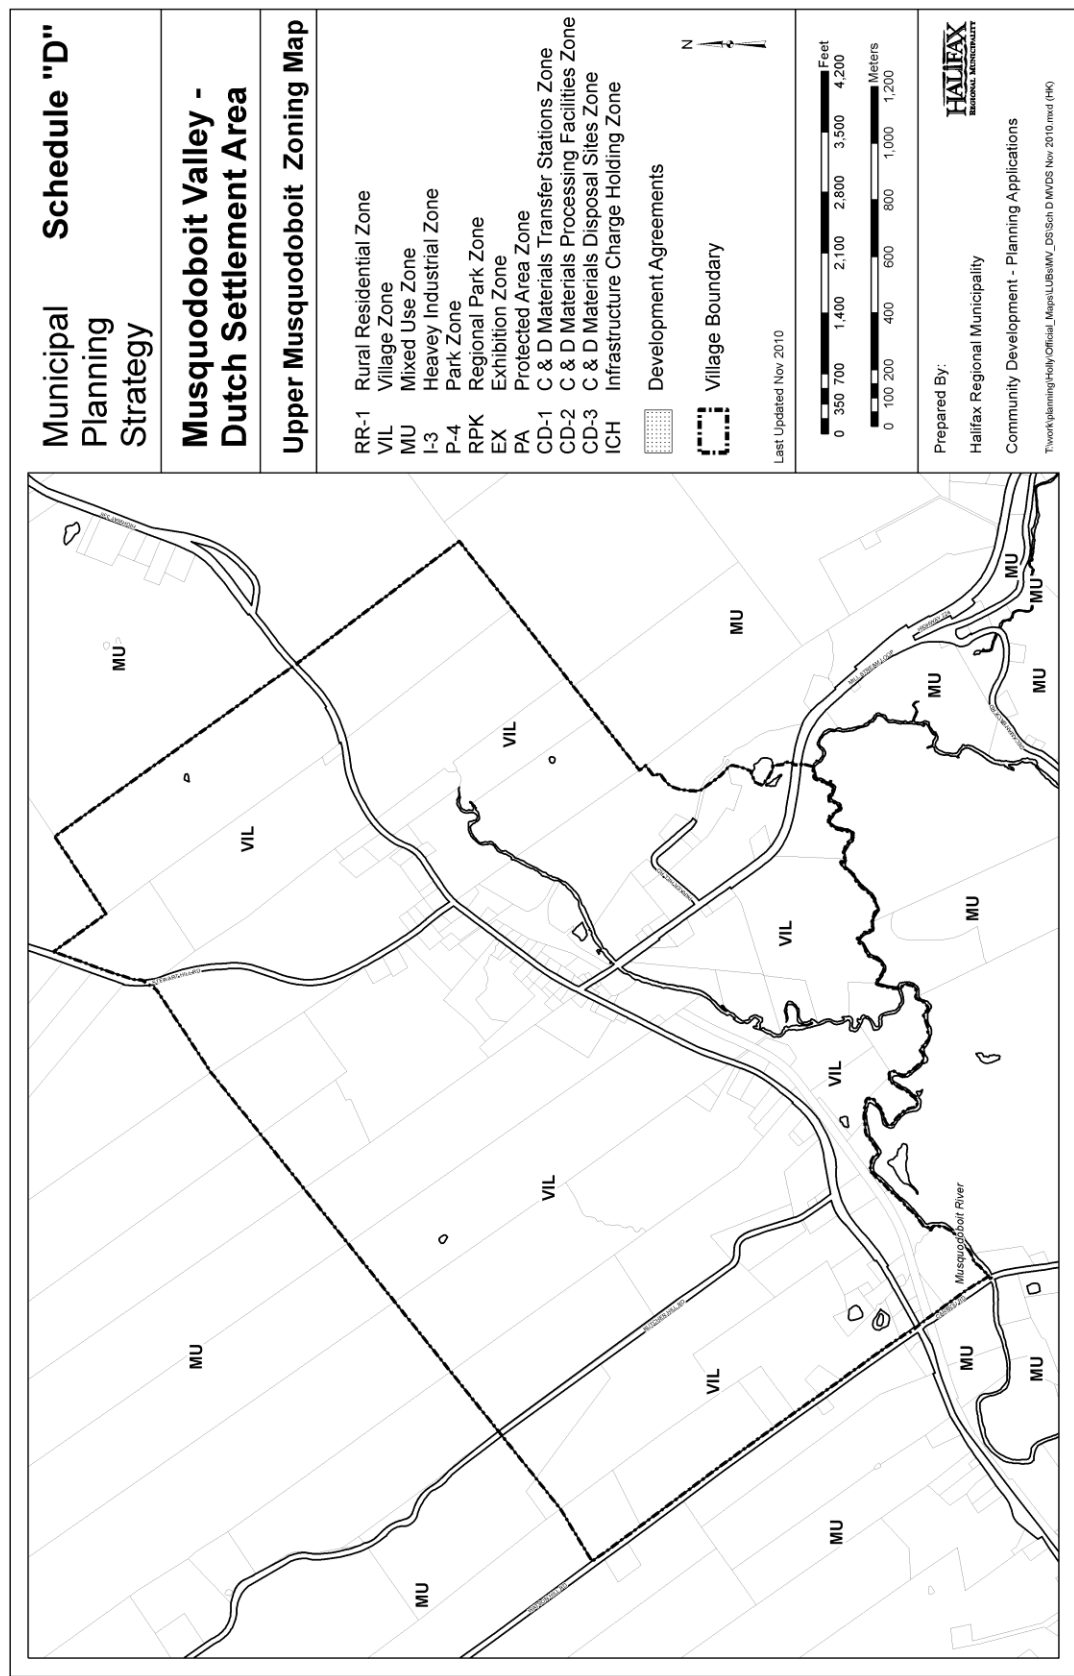 Municipal
Planning
Strategy
Schedule "D"
Musquodoboit Valley -
Dutch Settlement Area
Upper Musquodoboit Zoning Map
RR-1 Rural Residential Zone
VIL Village Zone
MU Mixed Use Zone
I-3 Heavey Industrial Zone
P-4 Park Zone
RPK Regional Park Zone
EX Exhibition Zone
PA Protected Area Zone
CD-1 C & D Materials Transfer Stations Zone
CD-2 C & D Materials Processing Facilities Zone
CD-3 C & D Materials Disposal Sites Zone
ICH Infrastructure Charge Holding Zone
Development Agreements
Village Boundary
N
Last Updated Nov 2010
0 350 700 1,400 2,100 2,800 3,500 4,200
Feet
0 100 200 400 600 800 1,000 1,200
Meters
Prepared By:
Halifax Regional Municipality
Community Development - Planning Applications
HALIFAX
REGIONAL MUNICIPALITY
MU
MU
VIL
VIL
MU
MU
MU
MU
MU
VIL
MU
VIL
VIL
MU
VIL
MU
MU
MU
MU
Musquodoboit River